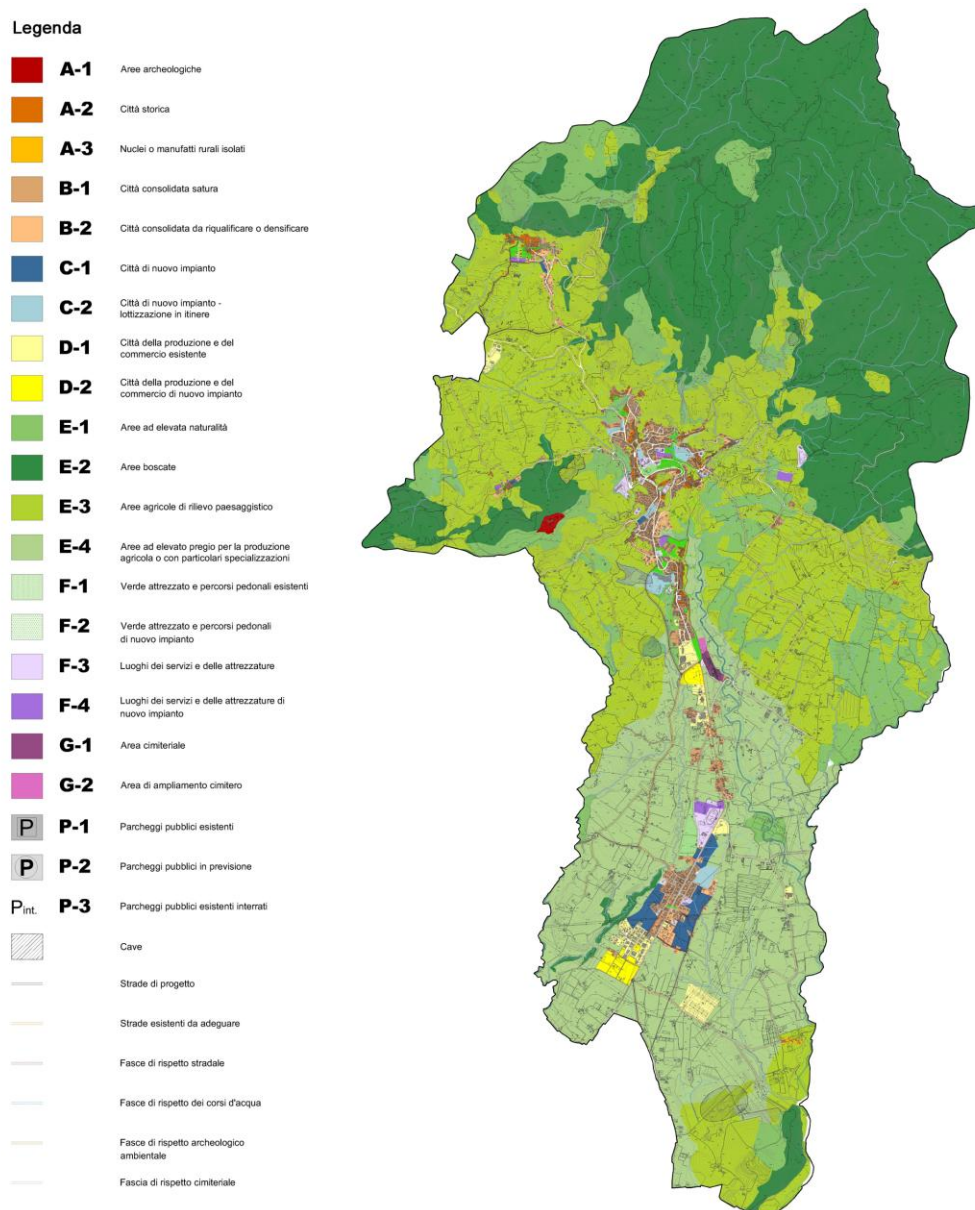 Legenda
A-1 Aree archeologiche
A-2 Città storica
A-3 Nuclei o manufatti rurali isolati
B-1 Città consolidata satura
B-2 Città consolidata da riqualificare o densificare
C-1 Città di nuovo impianto
C-2 Città di nuovo impianto -
lottizzazione in itinere
D-1 Città della produzione e del
commercio esistente
D-2 Città della produzione e del
commercio di nuovo impianto
E-1 Aree ad elevata naturalità
E-2 Aree boscate
E-3 Aree agricole di rilievo paesaggistico
E-4 Aree ad elevato pregio per la produzione
agricola o con particolari specializzazioni
F-1 Verde attrezzato e percorsi pedonali esistenti
F-2 Verde attrezzato e percorsi pedonali
di nuovo impianto
F-3 Luoghi dei servizi e delle attrezzature
F-4 Luoghi dei servizi e delle attrezzature di
nuovo impianto
G-1 Area cimiteriale
G-2 Area di ampliamento cimitero
P P-1 Parcheggi pubblici esistenti
P P-2 Parcheggi pubblici in previsione
Pint. P-3 Parcheggi pubblici esistenti interrati
Cave
Strade di progetto
Strade esistenti da adeguare
Fasce di rispetto stradale
Fasce di rispetto dei corsi d'acqua
Fasce di rispetto archeologico
ambientale
Fascia di rispetto cimiteriale